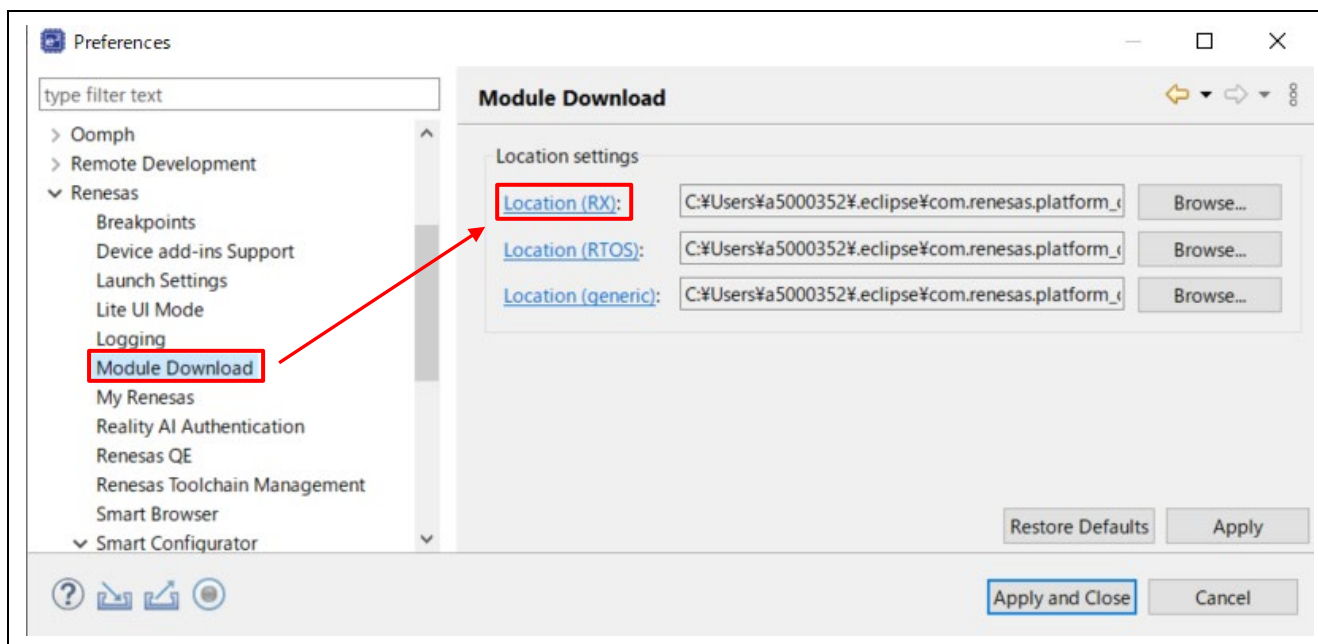 Preferences
type filter text
Oomph
Remote Development
Renesas
Breakpoints
Device add-ins Support
Launch Settings
Lite UI Mode
Logging
Module Download
My Renesas
Reality AI Authentication
Renesas QE
Renesas Toolchain Management
Smart Browser
Smart Configurator
Module Download
Location settings
Location (RX): C:¥Users¥a5000352¥.eclipse¥com.renesas.platform_ Browse...
Location (RTOS): C:¥Users¥a5000352¥.eclipse¥com.renesas.platform_ Browse...
Location (generic): C:¥Users¥a5000352¥.eclipse¥com.renesas.platform_ Browse...
Restore Defaults Apply
Apply and Close Cancel